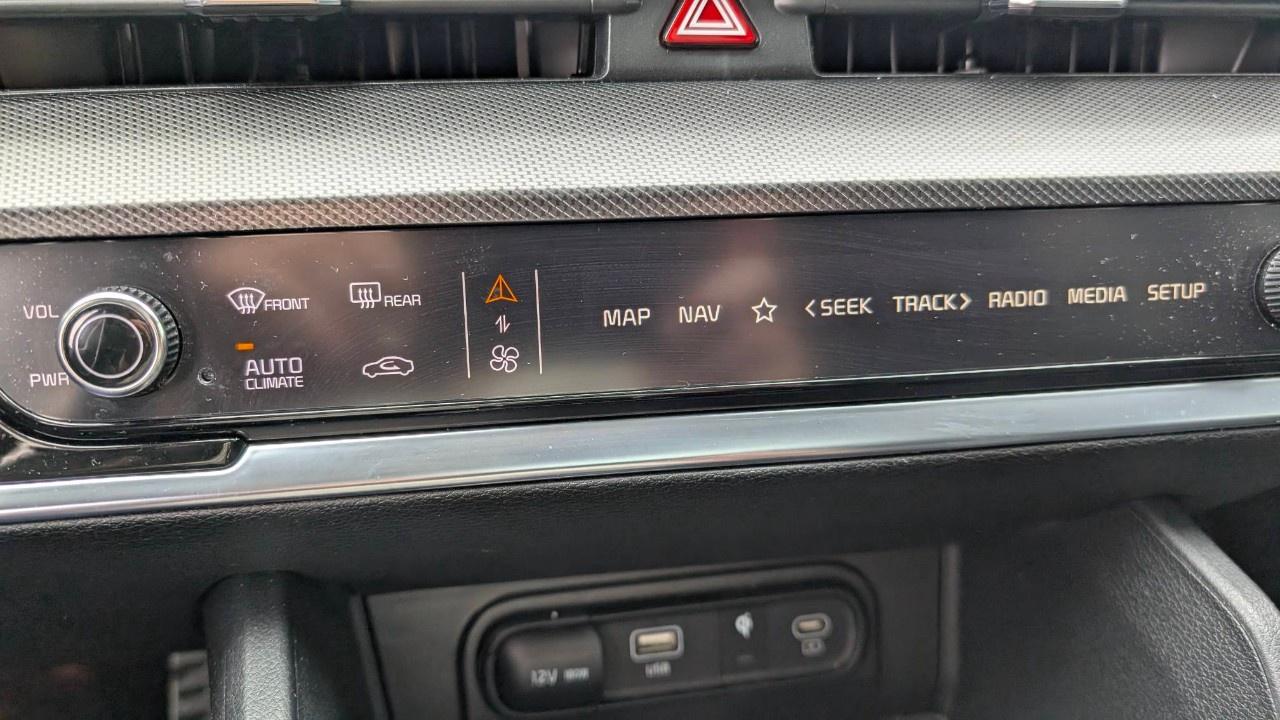 VOL
PWR
FRONT
REAR
AUTO
CLIMATE
MAP NAV <SEEK TRACK> RADIO MEDIA SETUP
12V
USB